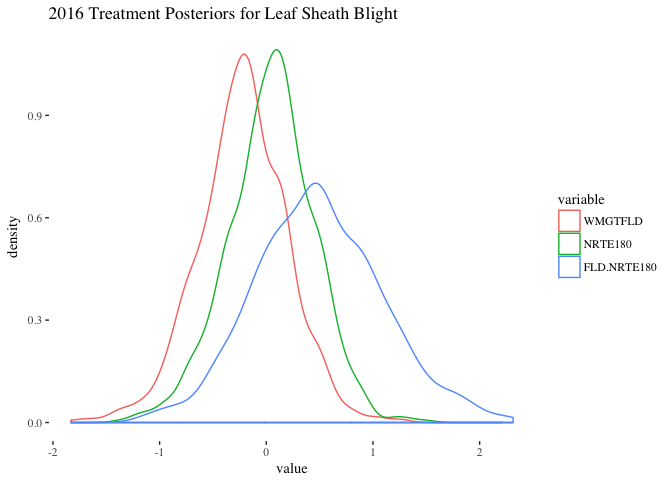 2016 Treatment Posteriors for Leaf Sheath Blight
density
0.9
0.6
0.3
0.0
-2 -1 0 1 2
value
variable
WMGTFLD
NRTE180
FLD.NRTE180